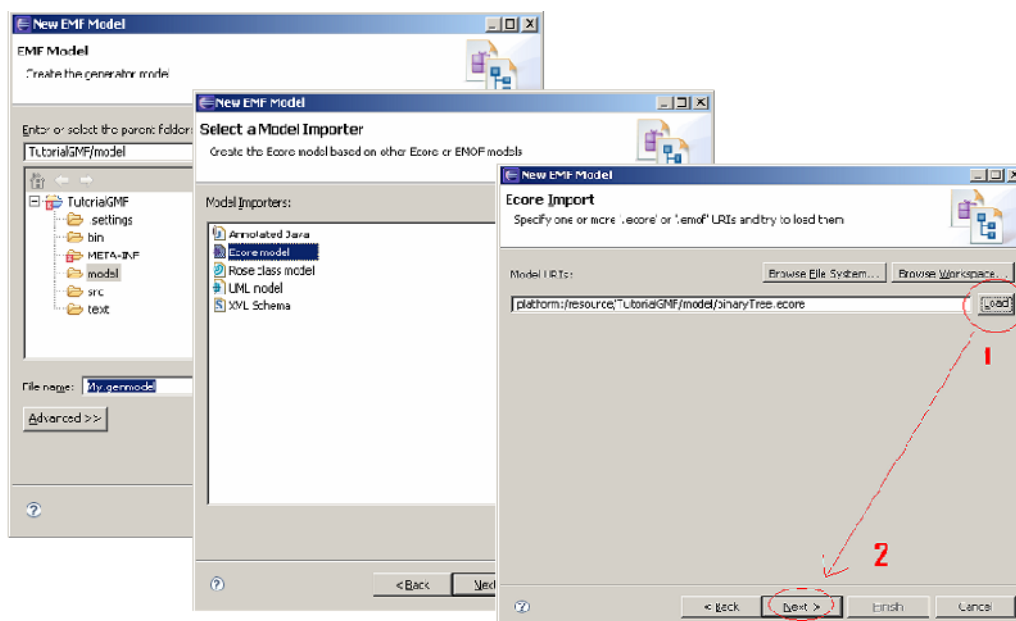 New EMF Model
EMF Model
Create the generator model
Enter or select the parent folder:
TutorialGMF/model
TutorialGMF
.settings
bin
META-INF
model
src
text
File name: My.genmodel
Advanced >>
New EMF Model
Select a Model Importer
Create the Ecore model based on other Ecore or EMOF models
Model Importers:
Annotated Java
Ecore model
Rose class model
UML model
XML Schema
< Back
Next
New EMF Model
Ecore Import
Specify one or more '.ecore' or '.emof' URIs and try to load them
Model URIs:
Browse File System...
Browse Workspace...
platform:/resource/TutorialGMF/model/binaryTree.ecore
Load
1
2
< Back
Next >
Finish
Cancel